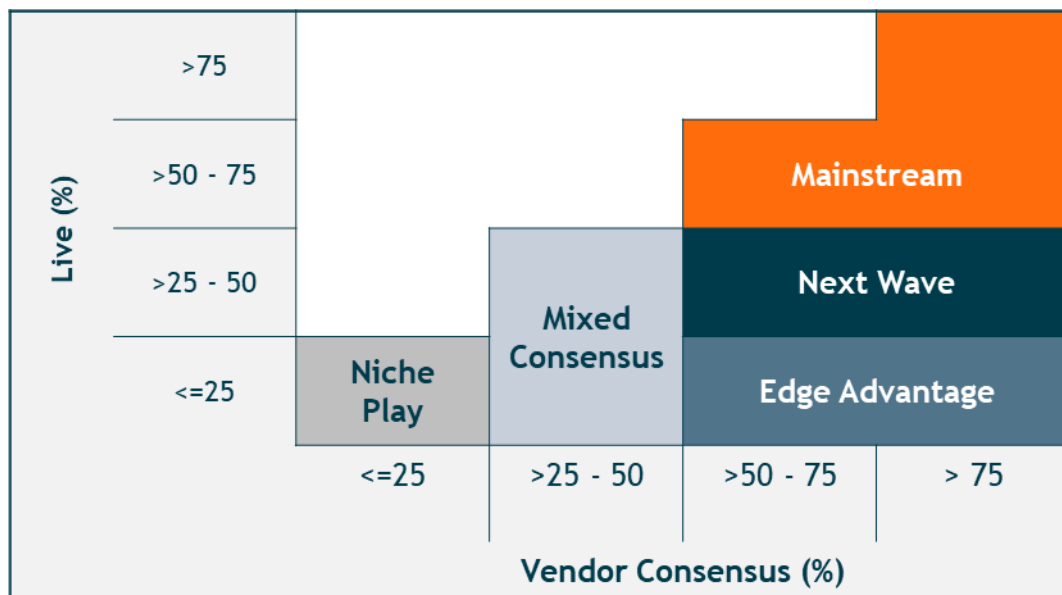 >75
>50 - 75
Mainstream
Live (%)
>25 - 50
Next Wave
Mixed
Consensus
<=25
Niche
Play
Edge Advantage
<=25
>25 - 50
>50 - 75
> 75
Vendor Consensus (%)